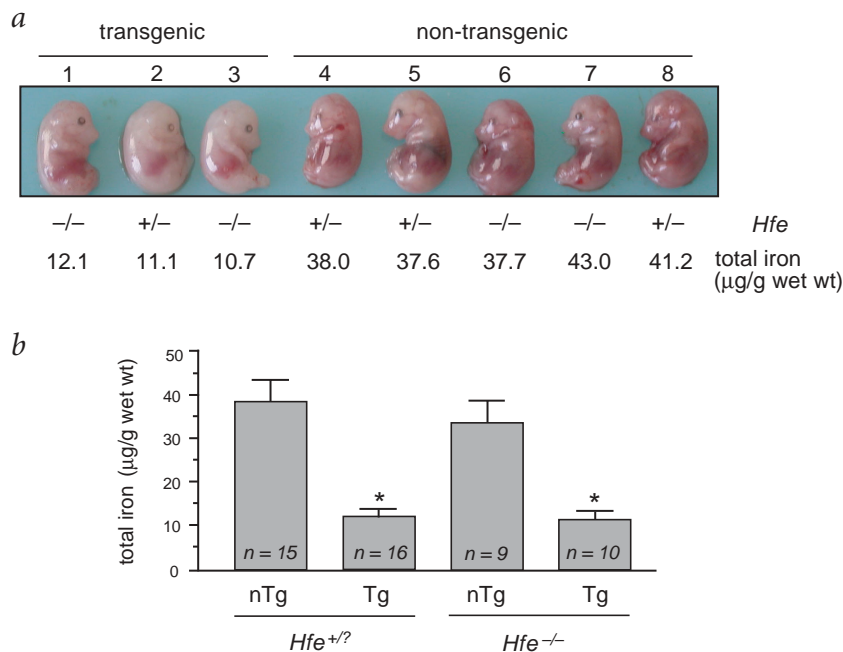 a
transgenic non-transgenic
1 2 3 4 5 6 7 8
–/– +/– –/– +/– +/– –/– –/– +/– Hfe
12.1 11.1 10.7 38.0 37.6 37.7 43.0 41.2 total iron
(µg/g wet wt)
b
total iron (µg/g wet wt)
50
40
30
20
10
0
* *
n = 15 n = 16 n = 9 n = 10
nTg Tg nTg Tg
Hfe+/? Hfe–/–